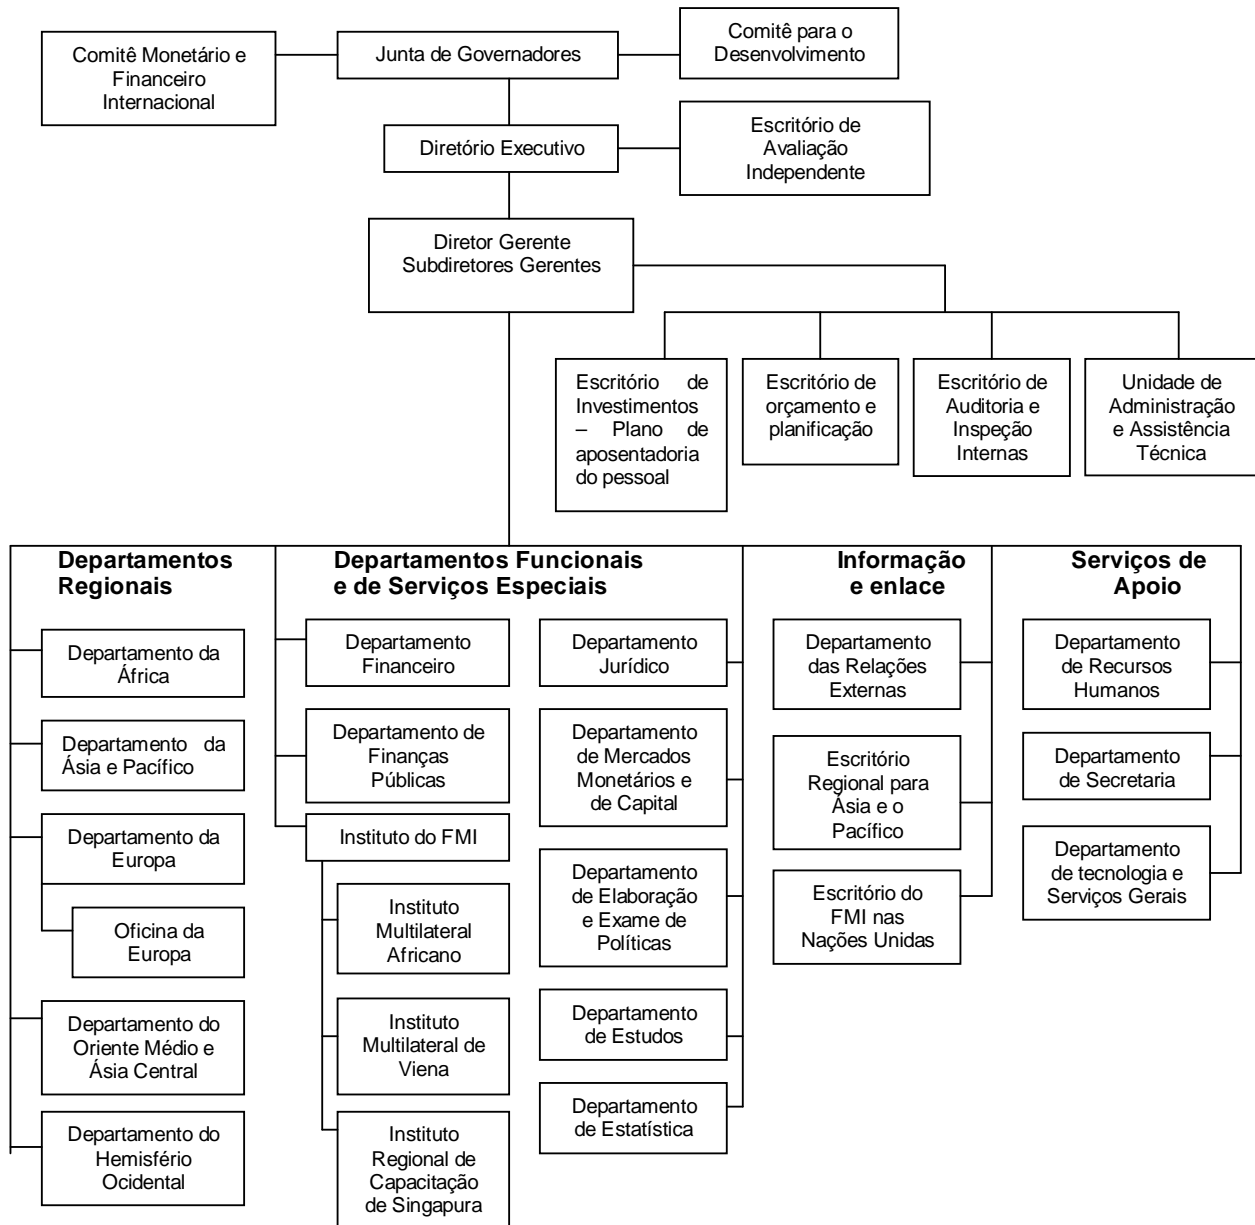 Comitê Monetário e
Financeiro
Internacional
Junta de Governadores
Comitê para o
Desenvolvimento
Diretório Executivo
Escritório de
Avaliação
Independente
Diretor Gerente
Subdiretores Gerentes
Escritório de
Investimentos
– Plano de
aposentadoria
do pessoal
Escritório de
orçamento e
planificação
Escritório de
Auditoria e
Inspeção
Internas
Unidade de
Administração
e Assistência
Técnica
Departamentos
Regionais
Departamento da
África
Departamento da
Ásia e Pacífico
Departamento da
Europa
Oficina da
Europa
Departamento do
Oriente Médio e
Ásia Central
Departamento do
Hemisfério
Ocidental
Departamentos Funcionais
e de Serviços Especiais
Departamento
Financeiro
Departamento de
Finanças
Públicas
Instituto do FMI
Instituto
Multilateral
Africano
Instituto
Multilateral de
Viena
Instituto
Regional de
Capacitação
de Singapura
Departamento
Jurídico
Departamento
de Mercados
Monetários e
de Capital
Departamento
de Elaboração
e Exame de
Políticas
Departamento
de Estudos
Departamento
de Estatística
Informação
e enlace
Departamento
das Relações
Externas
Escritório
Regional para
Ásia e o
Pacífico
Escritório do
FMI nas
Nações Unidas
Serviços de
Apoio
Departamento
de Recursos
Humanos
Departamento
de Secretaria
Departamento
de tecnologia e
Serviços Gerais